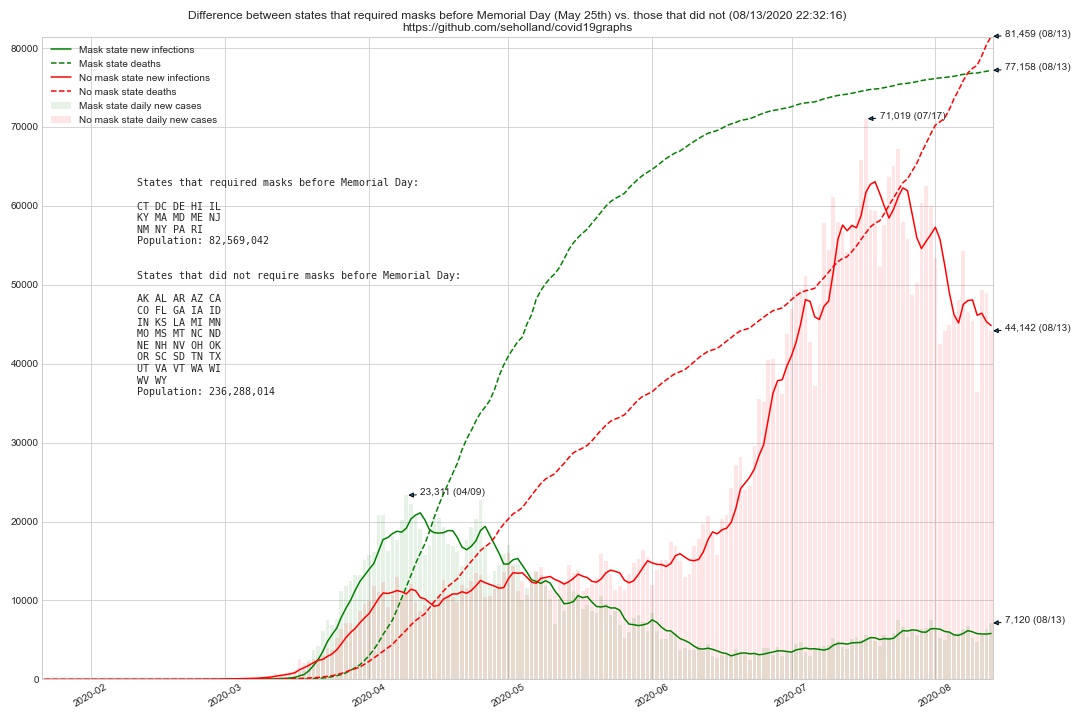 Difference between states that required masks before Memorial Day (May 25th) vs. those that did not (08/13/2020 22:32:16)
https://github.com/seholland/covid19graphs
Mask state new infections
Mask state deaths
No mask state new infections
No mask state deaths
Mask state daily new cases
No mask state daily new cases
States that required masks before Memorial Day:
CT DC DE HI IL
KY MA MD ME NJ
NM NY PA RI
Population: 82,569,042
States that did not require masks before Memorial Day:
AK AL AR AZ CA
CO FL GA IA ID
IN KS LA MI MN
MO MS MT NC ND
NE NH NV OH OK
OR SC SD TN TX
UT VA VT WA WI
WV WY
Population: 236,288,014
81,459 (08/13)
77,158 (08/13)
71,019 (07/17)
44,142 (08/13)
23,311 (04/09)
7,120 (08/13)
80000
70000
60000
50000
40000
30000
20000
10000
0
2020-02
2020-03
2020-04
2020-05
2020-06
2020-07
2020-08